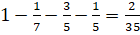 1 − 1/7 − 3/5 − 1/5 = 2/35